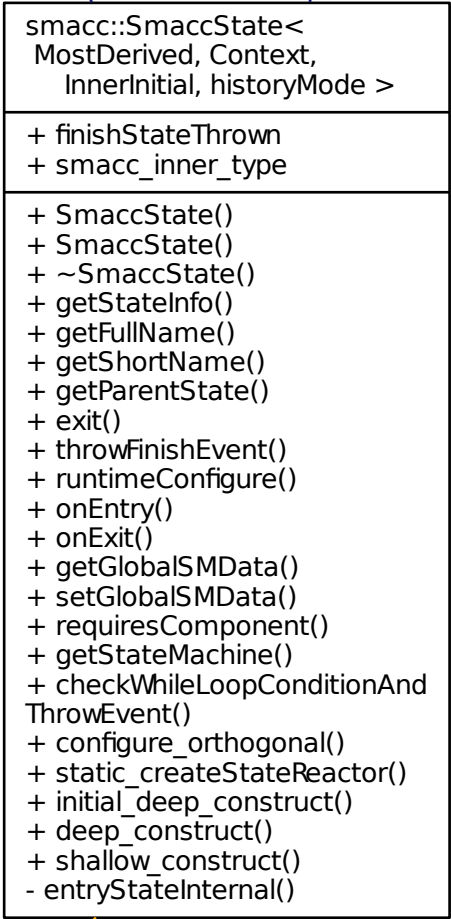 smacc::SmaccState<
MostDerived, Context,
InnerInitial, historyMode >
+ finishStateThrown
+ smacc_inner_type
+ SmaccState()
+ SmaccState()
+ ~SmaccState()
+ getStateInfo()
+ getFullName()
+ getShortName()
+ getParentState()
+ exit()
+ throwFinishEvent()
+ runtimeConfigure()
+ onEntry()
+ onExit()
+ getGlobalSMData()
+ setGlobalSMData()
+ requiresComponent()
+ getStateMachine()
+ checkWhileLoopConditionAnd
ThrowEvent()
+ configure_orthogonal()
+ static_createStateReactor()
+ initial_deep_construct()
+ deep_construct()
+ shallow_construct()
- entryStateInternal()